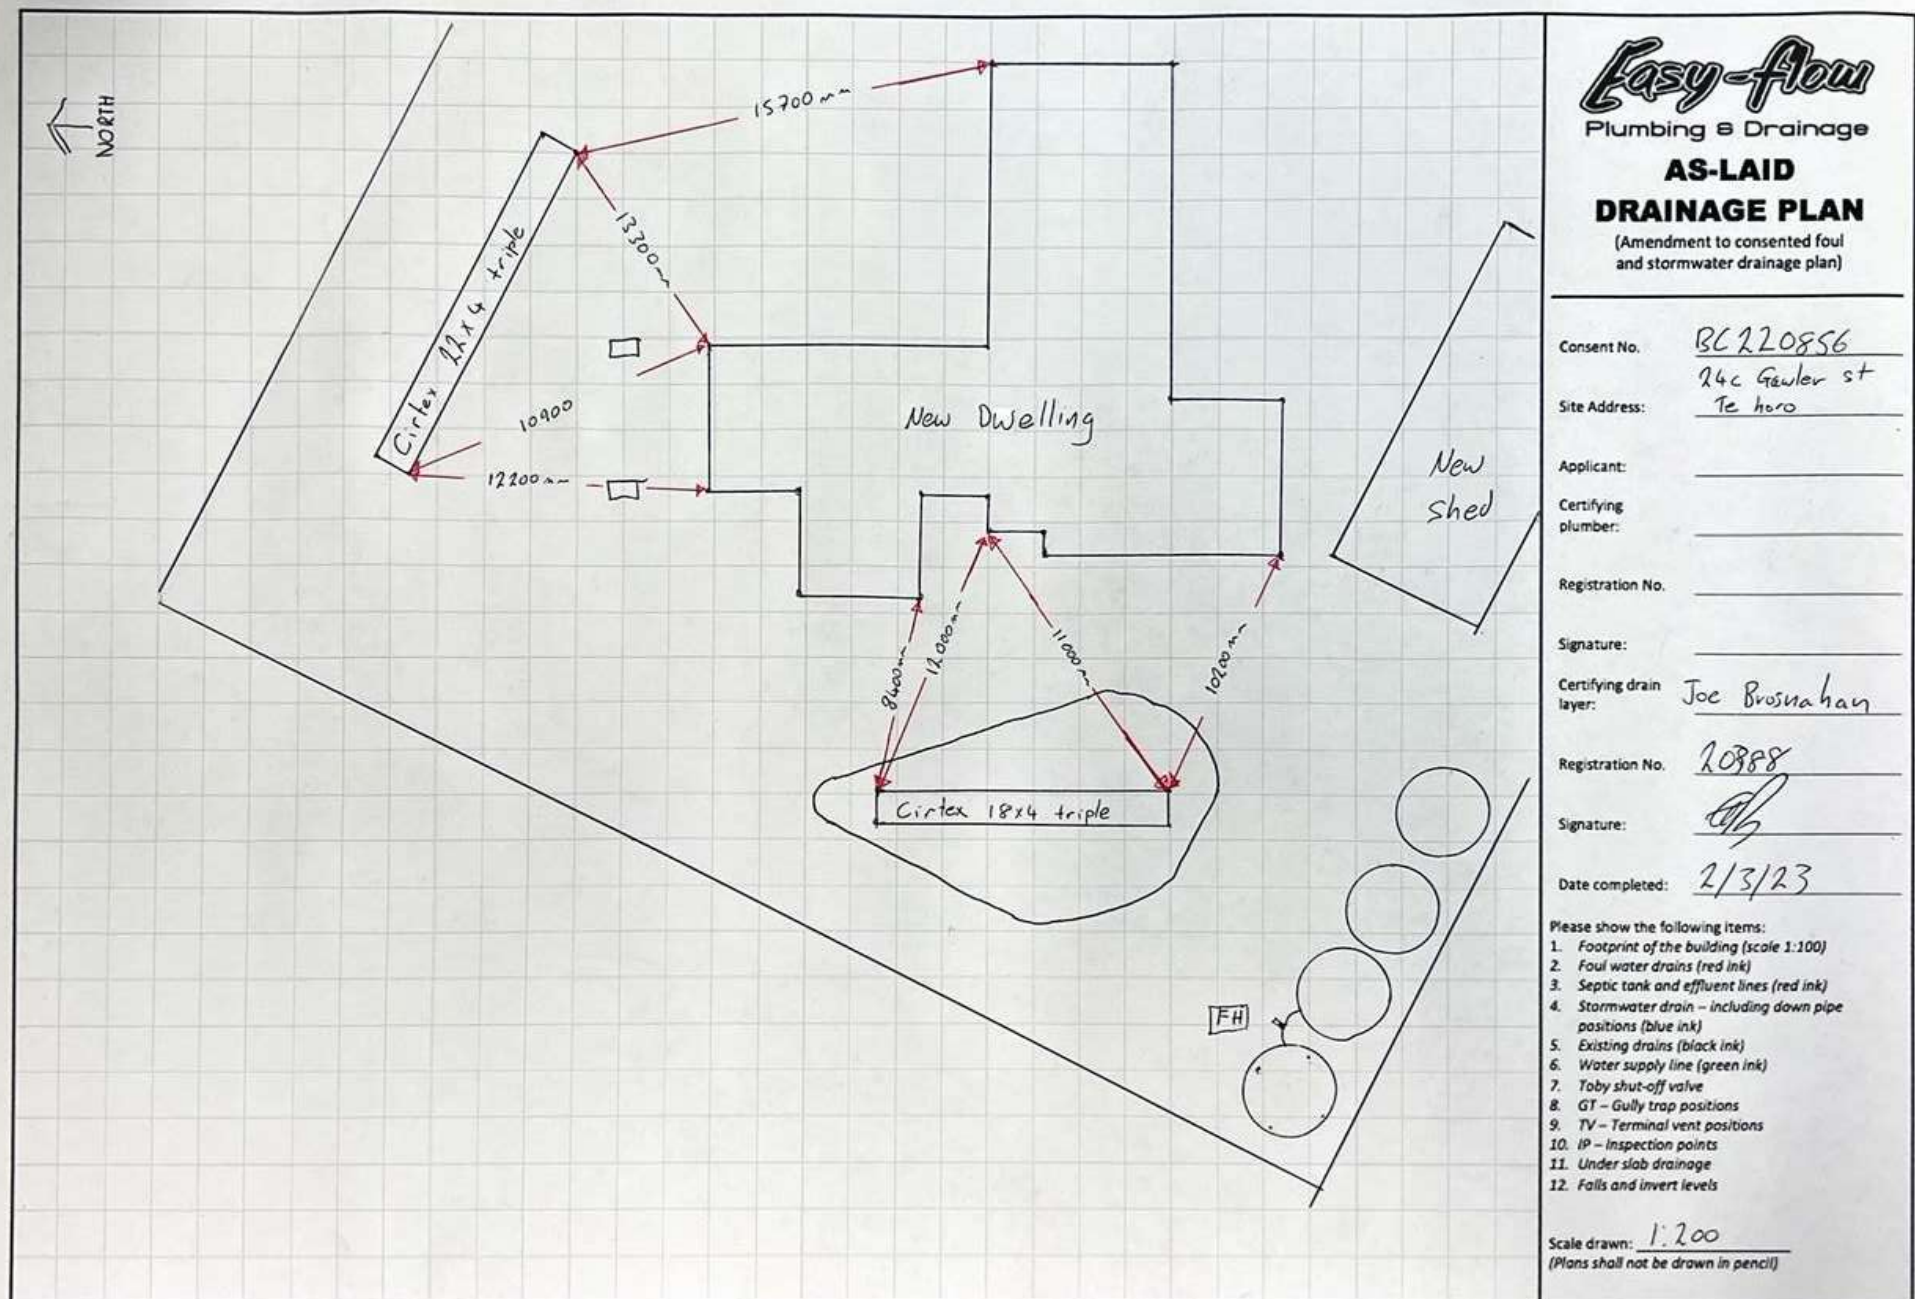 NORTH
15700mm
13300m
Cirtex 22x4 triple
10900
12200mm
New Dwelling
New
shed
8400mm
12000mm
11000mm
10200mm
Cirtex 18x4 triple
FH
Easy-flow
Plumbing & Drainage
AS-LAID
DRAINAGE PLAN
(Amendment to consented foul
and stormwater drainage plan)
Consent No. BC220856
24c Gawler st
Site Address: Te horo
Applicant:
Certifying
plumber:
Registration No.
Signature:
Certifying drain
layer: Joe Brosnahan
Registration No.
Signature:
Date completed: 2/3/23
Please show the following items:
1. Footprint of the building (scale 1:100)
2. Foul water drains (red ink)
3. Septic tank and effluent lines (red ink)
4. Stormwater drain – including down pipe
positions (blue ink)
5. Existing drains (black ink)
6. Water supply line (green ink)
7. Toby shut-off valve
8. GT – Gully trap positions
9. TV – Terminal vent positions
10. IP – Inspection points
11. Under slab drainage
12. Falls and invert levels
Scale drawn: 1:200
(Plans shall not be drawn in pencil)